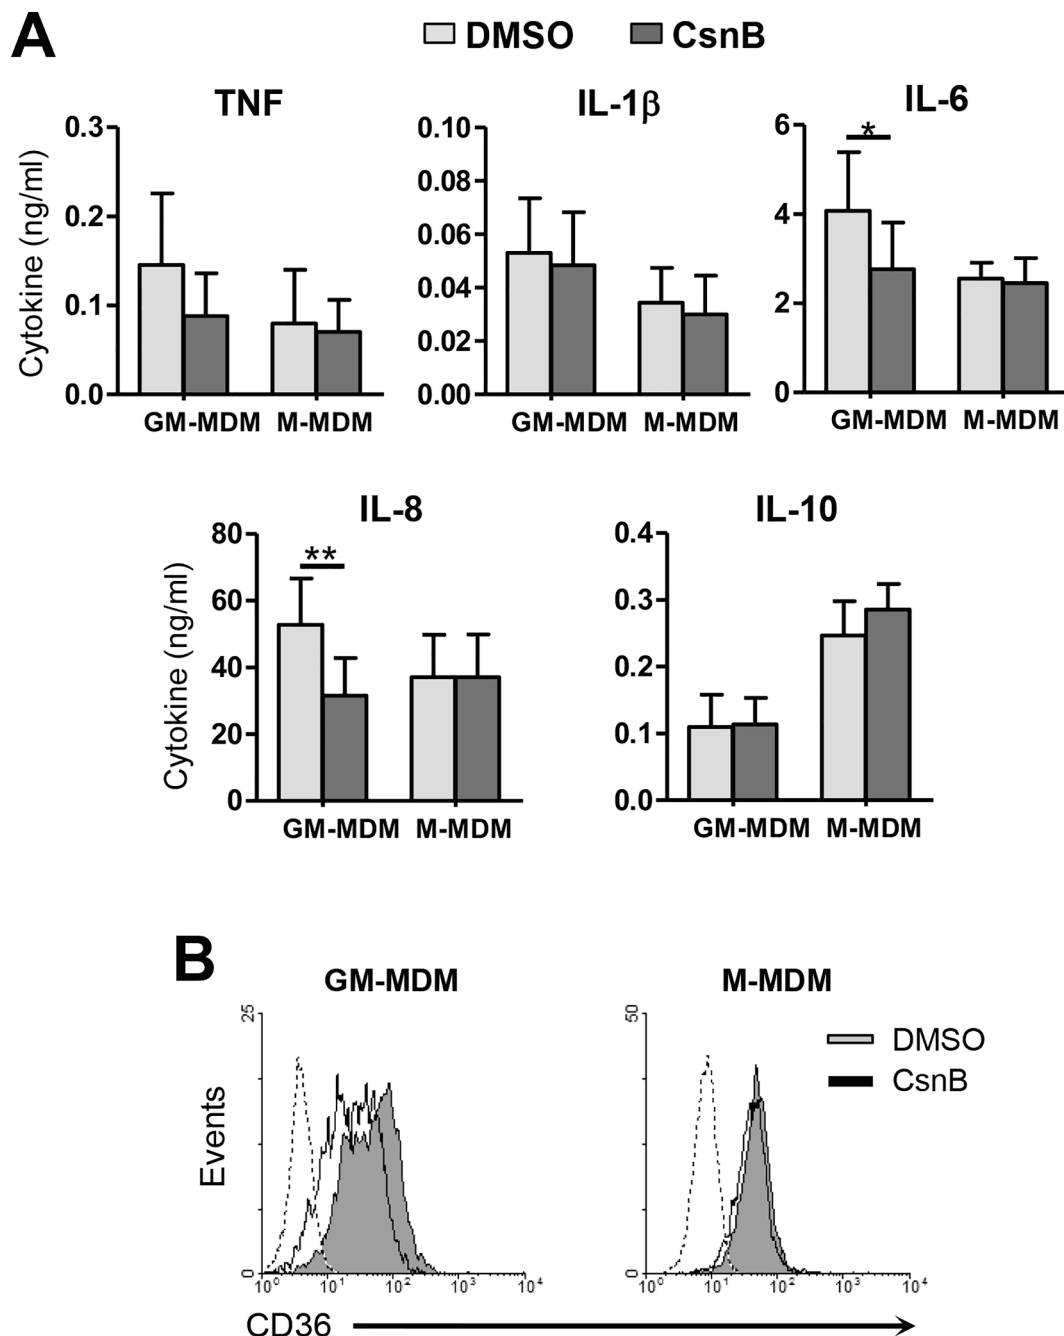 A
DMSO CsnB
TNF
Cytokine (ng/ml)
0.3
0.2
0.1
0.0
GM-MDM M-MDM
IL-1β
0.10
0.08
0.06
0.04
0.02
0.00
GM-MDM M-MDM
IL-6
6
4
2
0
*
GM-MDM M-MDM
IL-8
Cytokine (ng/ml)
80
60
40
20
0
**
GM-MDM M-MDM
IL-10
0.4
0.3
0.2
0.1
0.0
GM-MDM M-MDM
B
GM-MDM
Events
25
0
10⁰ 10¹ 10² 10³ 10⁴
M-MDM
50
0
10⁰ 10¹ 10² 10³ 10⁴
DMSO
CsnB
CD36